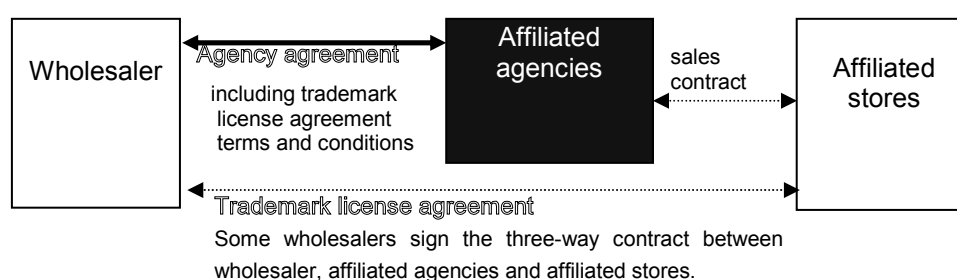 Wholesaler
Agency agreement
including trademark
license agreement
terms and conditions
Affiliated
agencies
sales
contract
Affiliated
stores
Trademark license agreement
Some wholesalers sign the three-way contract between
wholesaler, affiliated agencies and affiliated stores.